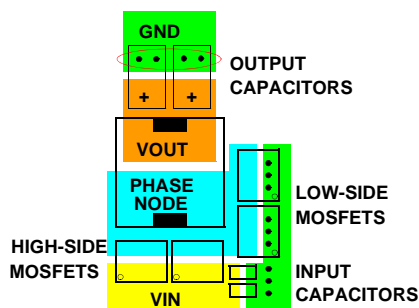 GND
OUTPUT
CAPACITORS
+ +
VOUT
PHASE
NODE
LOW-SIDE
MOSFETS
HIGH-SIDE
MOSFETS
INPUT
CAPACITORS
VIN